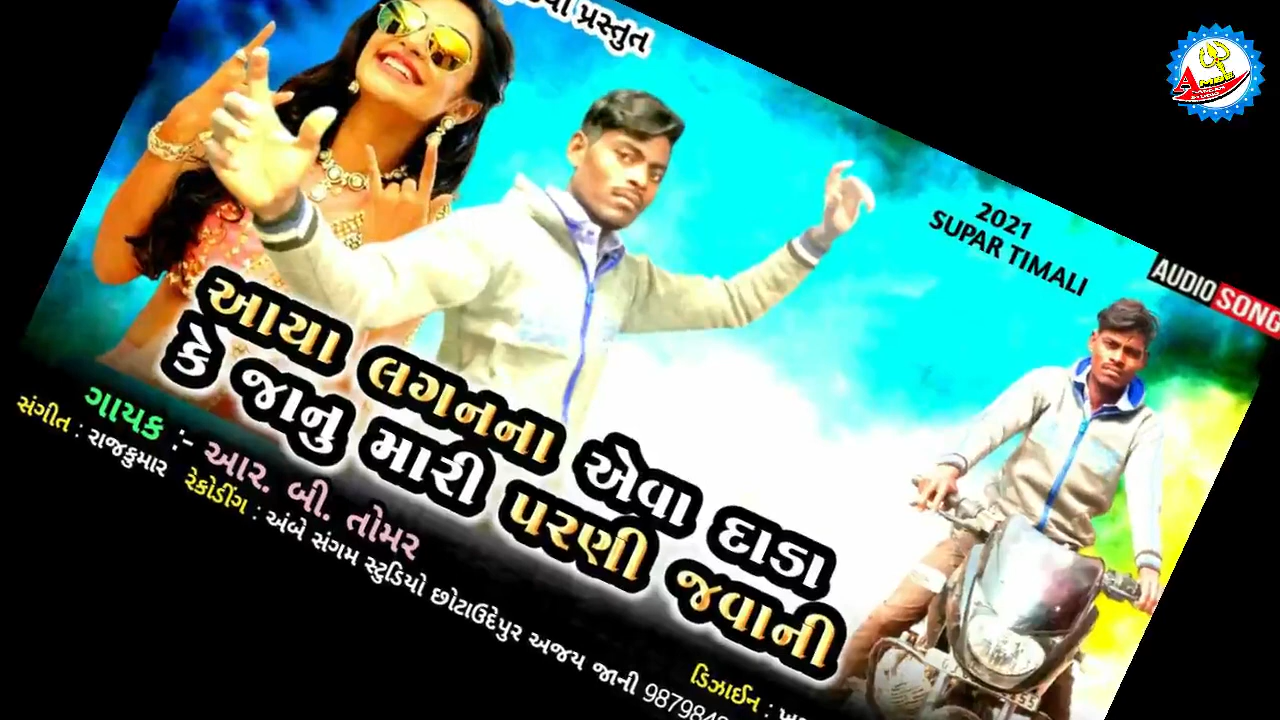 પ્રસ્તુત
AMBE
2021
SUPAR TIMALI
AUDIO SONG
આયા લગનના એવા દાડા
કે જાનુ મારી પરણી જવાની
ગાયક :- આર. બી. તોમર
સંગીત : રાજકુમાર રેકોર્ડીંગ : અંબે સંગમ સ્ટુડિયો છોટાઉદેપુર અજય જાની
ડિઝાઈન :